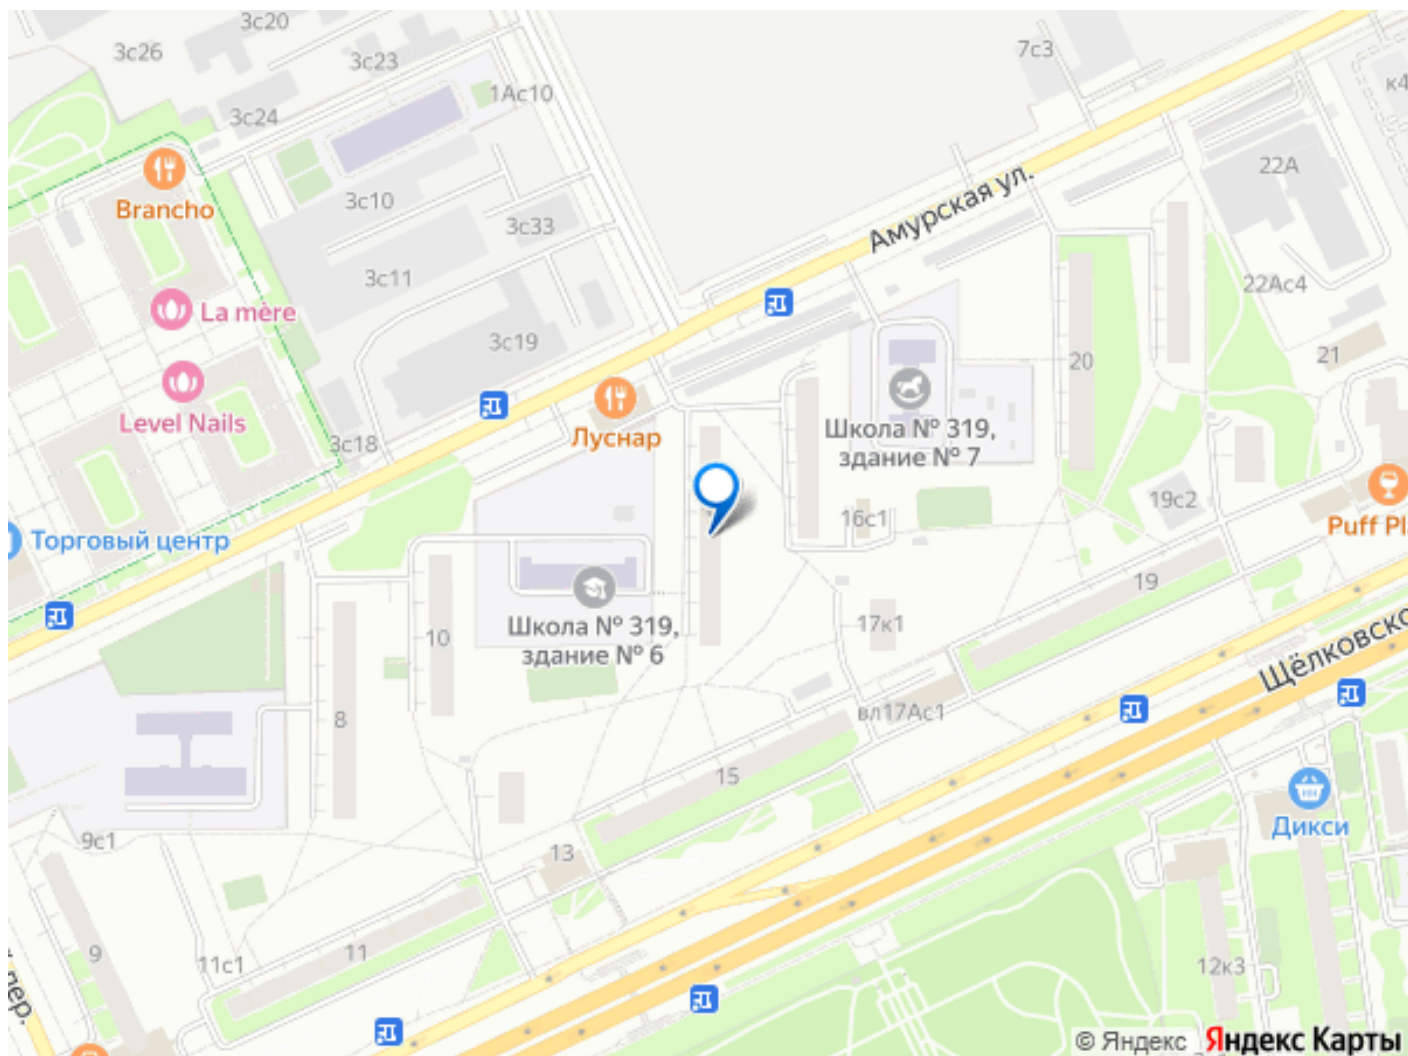 3с20
3с26
7с3
3с23
к4
1Ас10
3с24
22А
Brancho
3с10
Амурская ул.
3с33
3с11
22Ас4
La mère
3с19
21
20
Level Nails
Луснар
Школа № 319,
здание № 7
3с18
19с2
16с1
Puff Pl
Торговый центр
19
17к1
Школа № 319,
здание № 6
10
Щёлковско
8
вл17Ас1
15
Дикси
9с1
13
9
11с1
11
12к3
пер.
© Яндекс Яндекс Карты